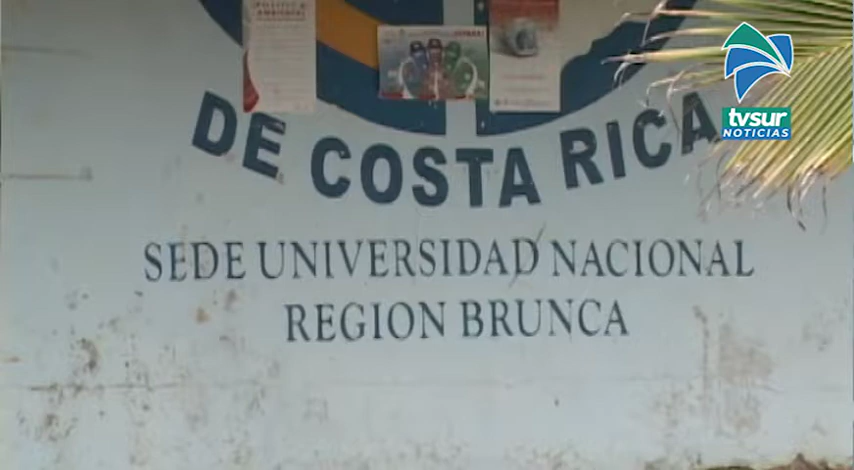 DE COSTA RICA
SEDE UNIVERSIDAD NACIONAL
REGION BRUNCA
tvsur
NOTICIAS